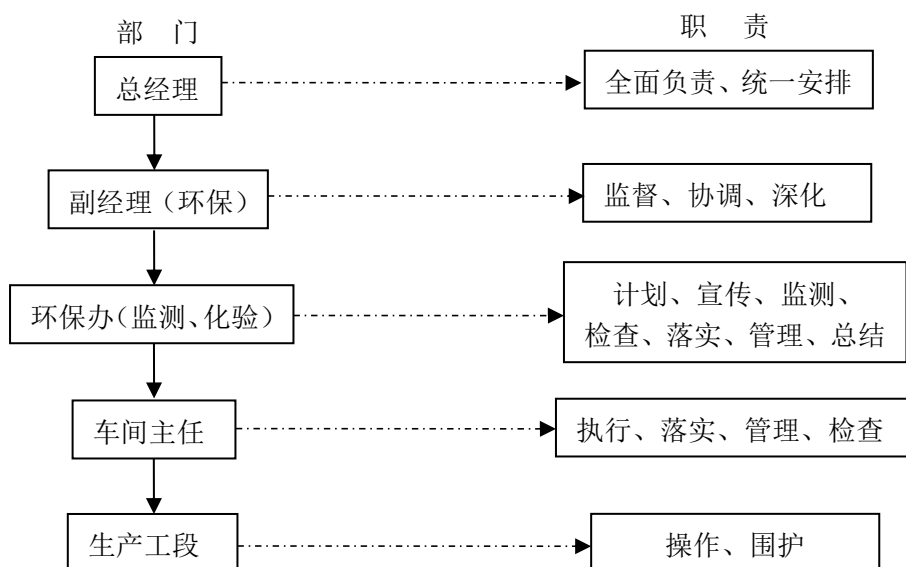 部 门
职 责
总经理
全面负责、统一安排
副经理（环保）
监督、协调、深化
环保办（监测、化验）
计划、宣传、监测、
检查、落实、管理、总结
车间主任
执行、落实、管理、检查
生产工段
操作、围护